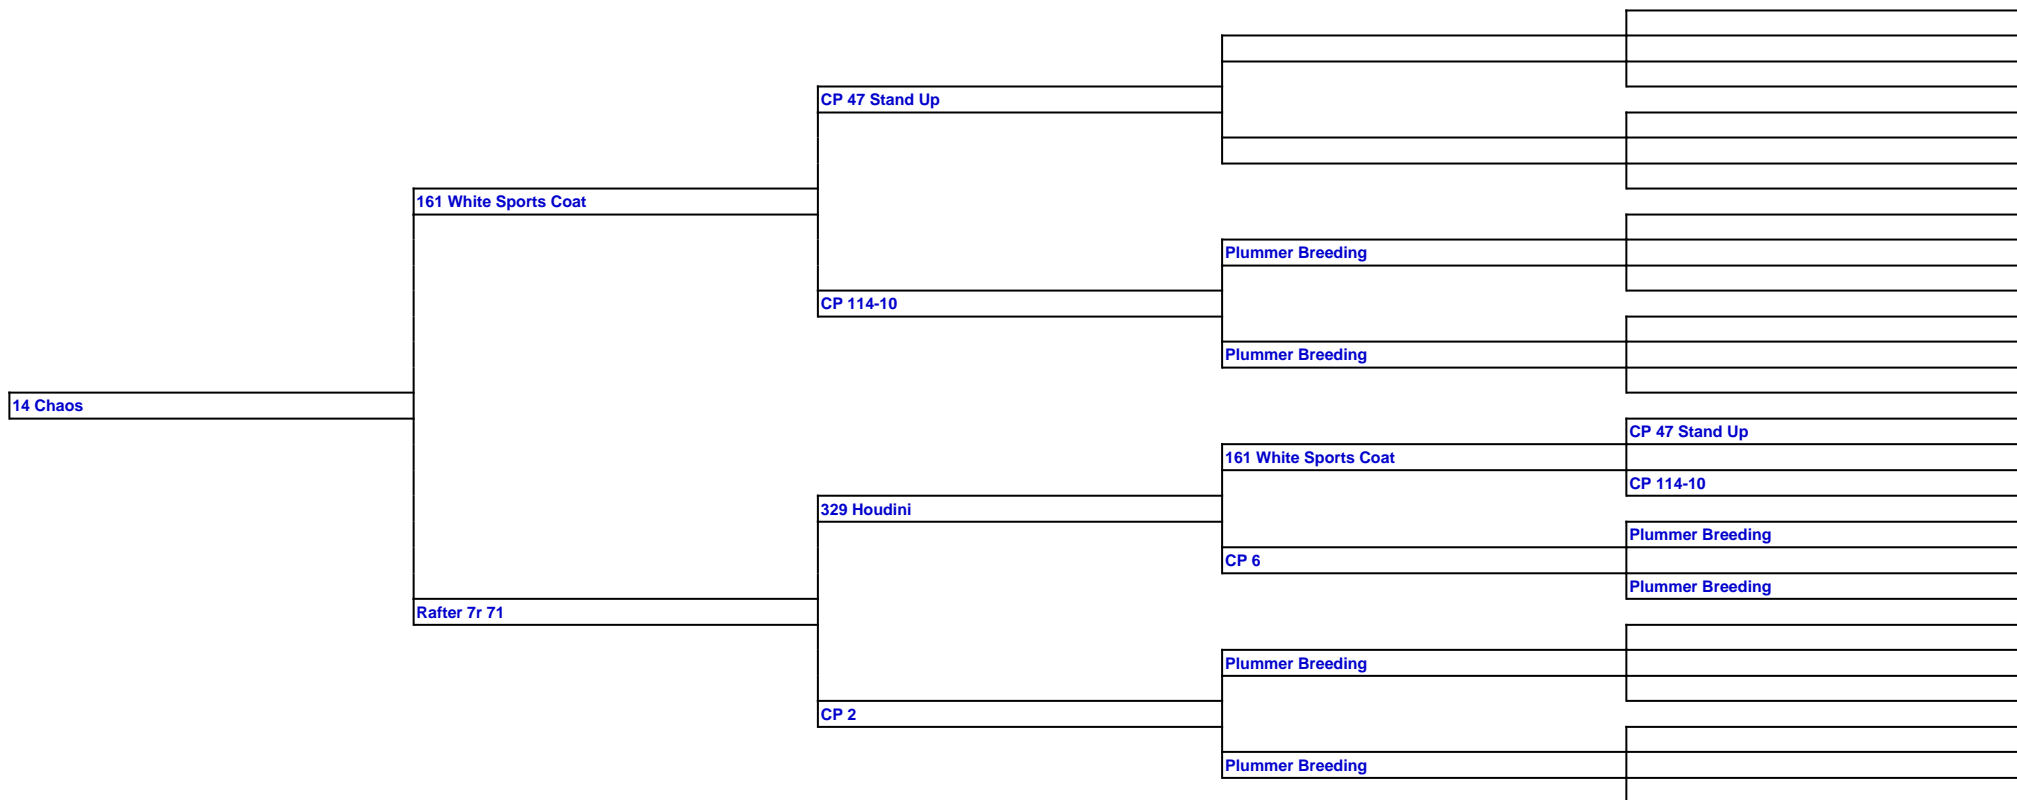 CP 47 Stand Up
161 White Sports Coat
Plummer Breeding
CP 114-10
Plummer Breeding
14 Chaos
CP 47 Stand Up
161 White Sports Coat
CP 114-10
329 Houdini
Plummer Breeding
CP 6
Plummer Breeding
Rafter 7r 71
Plummer Breeding
CP 2
Plummer Breeding